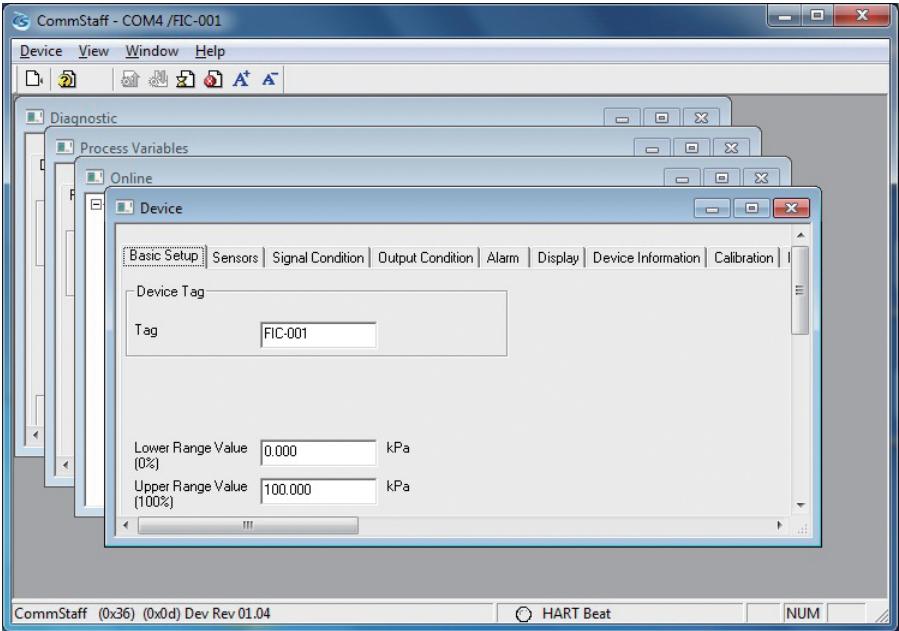 CommStaff - COM4 /FIC-001
Device View Window Help
Diagnostic
Process Variables
Online
Device
Basic Setup Sensors Signal Condition Output Condition Alarm Display Device Information Calibration
Device Tag
Tag FIC-001
Lower Range Value 0.000 kPa
(0%)
Upper Range Value 100.000 kPa
(100%)
CommStaff (0x36) (0x0d) Dev Rev 01.04 HART Beat NUM